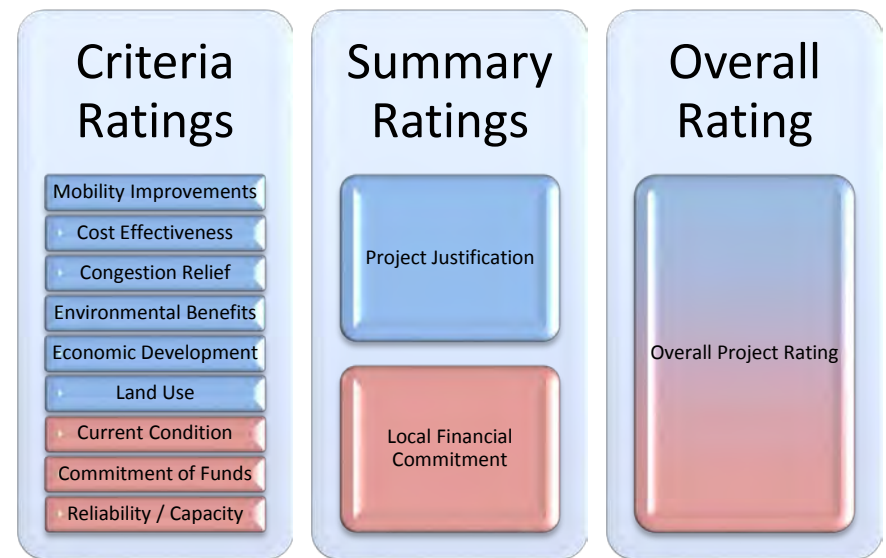 Criteria
Ratings
Mobility Improvements
Cost Effectiveness
Congestion Relief
Environmental Benefits
Economic Development
Land Use
Current Condition
Commitment of Funds
Reliability / Capacity
Summary
Ratings
Project Justification
Local Financial
Commitment
Overall
Rating
Overall Project Rating